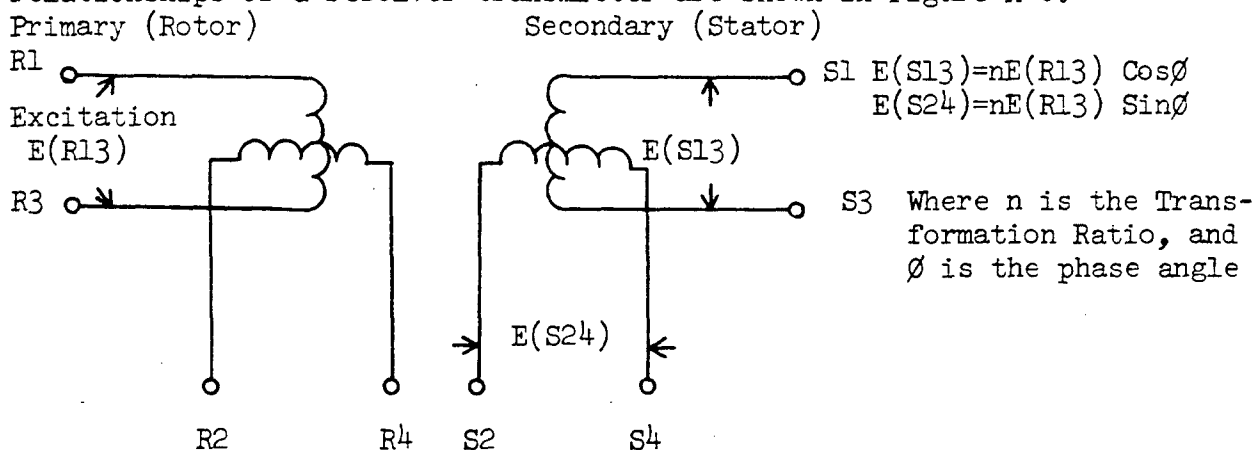 Primary (Rotor) Secondary (Stator)
R1
S1 E(S13)=nE(R13) CosØ
E(S24)=nE(R13) SinØ
Excitation
E(R13)
E(S13)
R3
S3 Where n is the Trans-
formation Ratio, and
Ø is the phase angle
E(S24)
R2 R4 S2 S4